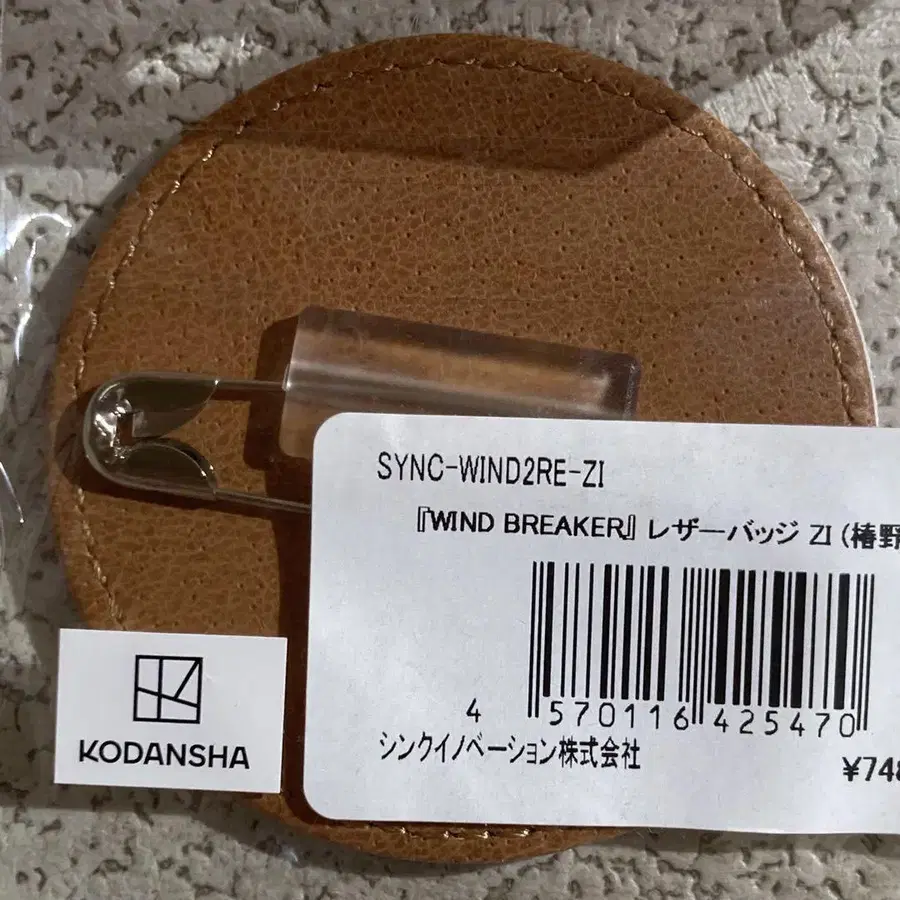 SYNC-WIND2RE-ZI
『WIND BREAKER』 レザーバッジ ZI (椿野
4 570116 425470
シンクイノベーション株式会社
¥748
KODANSHA